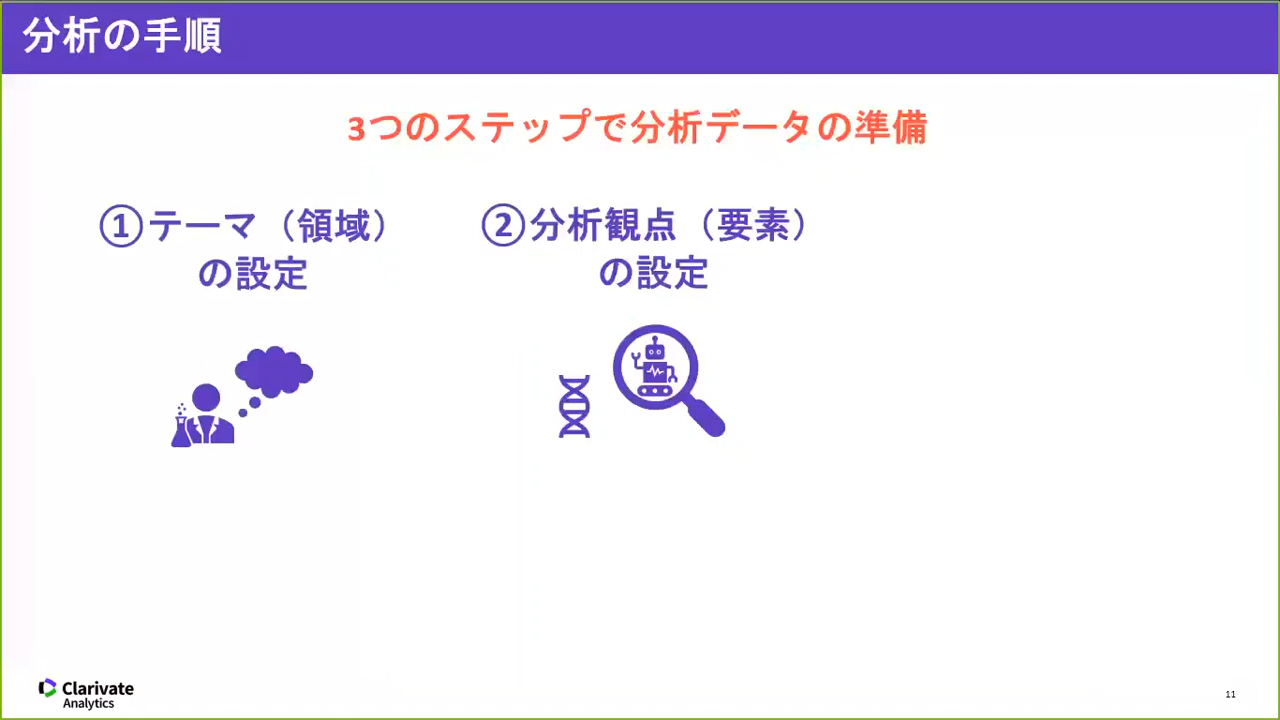 分析の手順
3つのステップで分析データの準備
①テーマ（領域）
の設定
②分析観点（要素）
の設定
Clarivate
Analytics
11